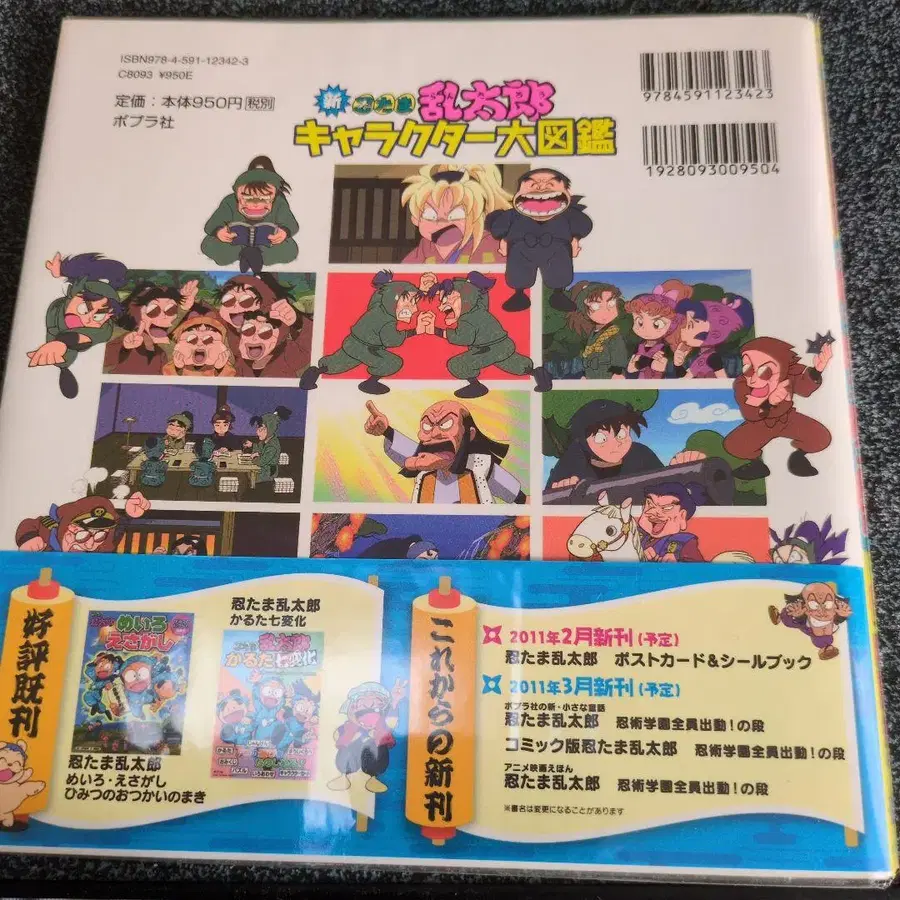 ISBN978-4-591-12342-3
C8093 ¥950E
定価：本体950円税別
ポプラ社
9784591123423
1928093009504
新 忍たま 乱太郎
キャラクター大図鑑
好評既刊
めいろ
えさがし
忍たま乱太郎
めいろ・えさがし
ひみつのおつかいのまき
忍たま乱太郎
かるた七変化
乱太郎
かるた七変化
これからの新刊
2011年2月新刊(予定)
忍たま乱太郎 ポストカード&シールブック
2011年3月新刊(予定)
ポプラ社の新・小さな童話
忍たま乱太郎 忍術学園全員出動!の段
コミック版忍たま乱太郎 忍術学園全員出動!の段
アニメ映画えほん
忍たま乱太郎 忍術学園全員出動!の段
※書名は変更になることがあります